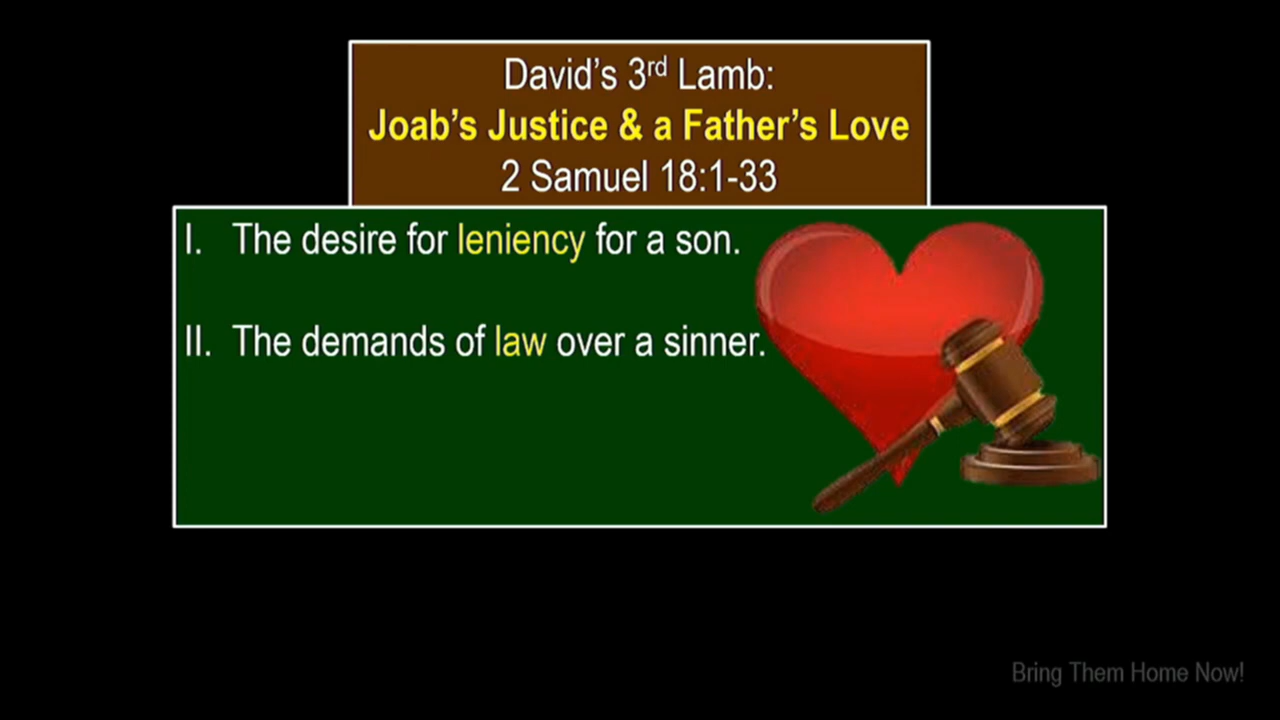 David’s 3rd Lamb:
Joab’s Justice & a Father’s Love
2 Samuel 18:1-33
I. The desire for leniency for a son.
II. The demands of law over a sinner.
Bring Them Home Now!